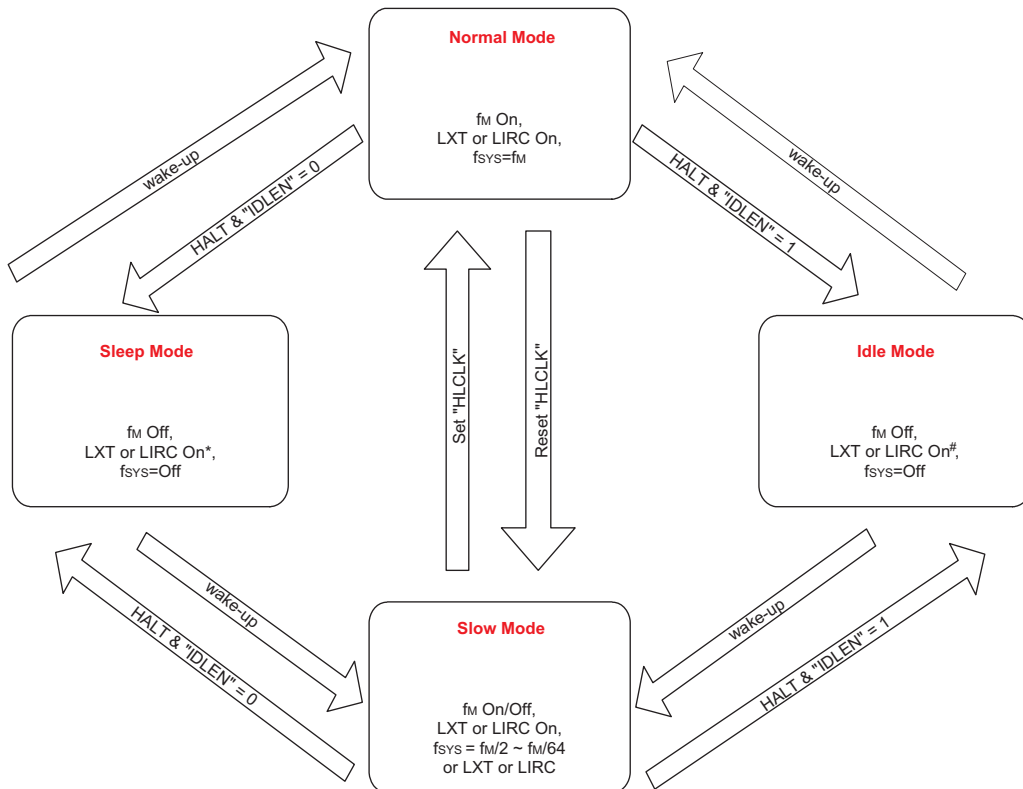 Normal Mode
fM On,
LXT or LIRC On,
fSYS=fM
wake-up
HALT & "IDLEN" = 0
HALT & "IDLEN" = 1
wake-up
Sleep Mode
fM Off,
LXT or LIRC On*,
fSYS=Off
Set "HLCLK"
Reset "HLCLK"
Idle Mode
fM Off,
LXT or LIRC On#,
fSYS=Off
wake-up
HALT & "IDLEN" = 0
wake-up
HALT & "IDLEN" = 1
Slow Mode
fM On/Off,
LXT or LIRC On,
fSYS = fM/2 ~ fM/64
or LXT or LIRC